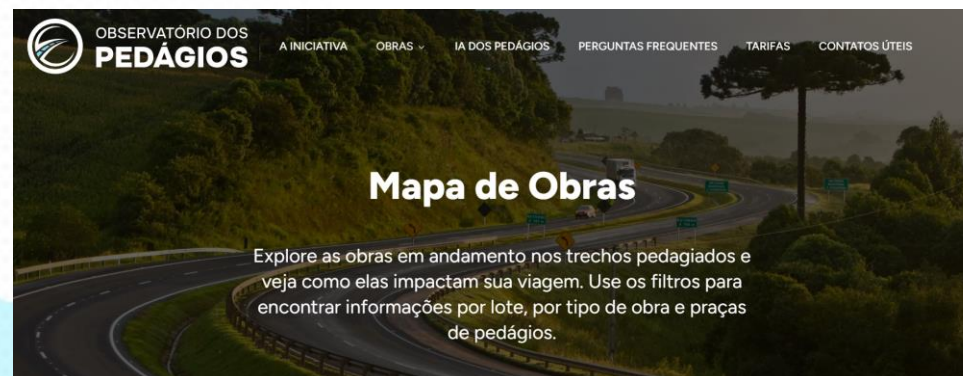 OBSERVATÓRIO DOS
PEDÁGIOS
A INICIATIVA OBRAS IA DOS PEDÁGIOS PERGUNTAS FREQUENTES TARIFAS CONTATOS ÚTEIS
Mapa de Obras
Explore as obras em andamento nos trechos pedagiados e
veja como elas impactam sua viagem. Use os filtros para
encontrar informações por lote, por tipo de obra e praças
de pedágios.